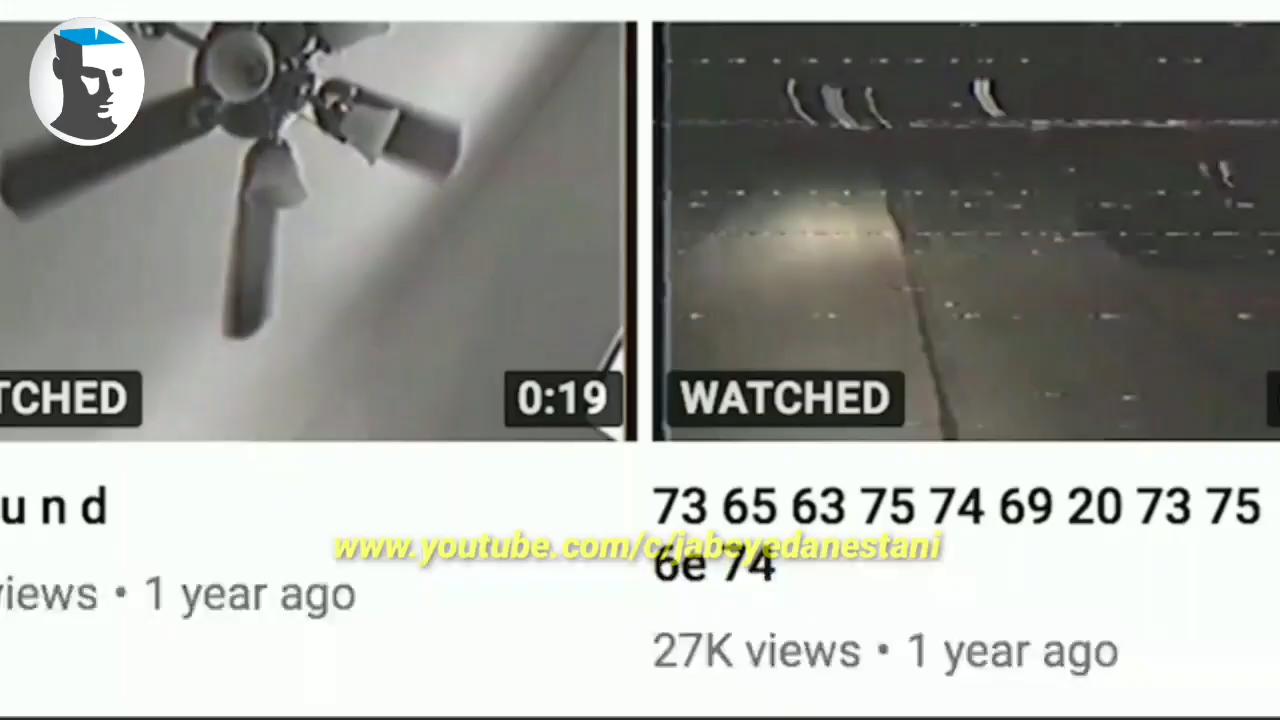 TCHED
0:19
WATCHED
u n d
73 65 63 75 74 69 20 73 75
6e 74
www.youtube.com/c/jabeyedanestani
views • 1 year ago
27K views • 1 year ago